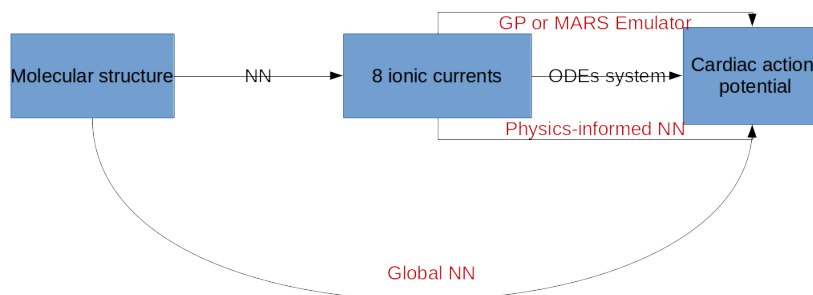 GP or MARS Emulator
Molecular structure
NN
8 ionic currents
ODEs system
Cardiac action
potential
Physics-informed NN
Global NN